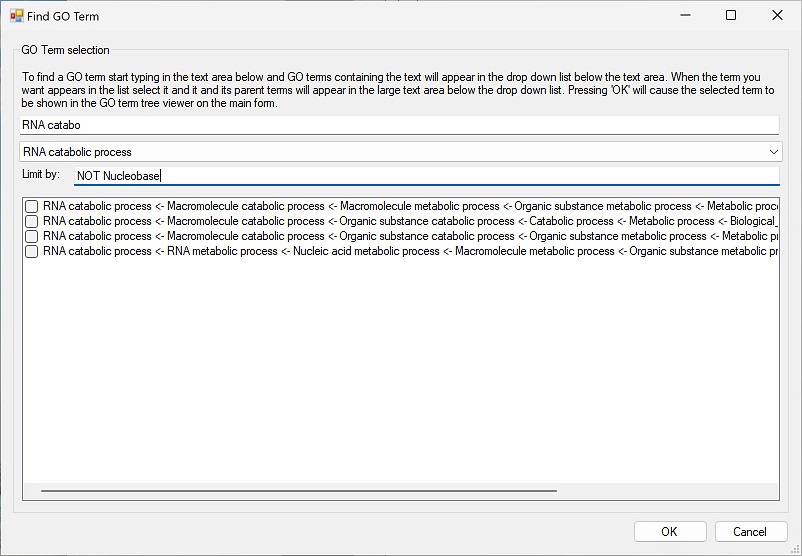 Find GO Term
GO Term selection
To find a GO term start typing in the text area below and GO terms containing the text will appear in the drop down list below the text area. When the term you
want appears in the list select it and it and its parent terms will appear in the large text area below the drop down list. Pressing 'OK' will cause the selected term to
be shown in the GO term tree viewer on the main form.
RNA catabo
RNA catabolic process
Limit by: NOT Nucleobase
RNA catabolic process <- Macromolecule catabolic process <- Macromolecule metabolic process <- Organic substance metabolic process <- Metabolic proc
RNA catabolic process <- Macromolecule catabolic process <- Organic substance catabolic process <- Catabolic process <- Metabolic process <- Biological_
RNA catabolic process <- Macromolecule catabolic process <- Organic substance catabolic process <- Organic substance metabolic process <- Metabolic pr
RNA catabolic process <- RNA metabolic process <- Nucleic acid metabolic process <- Macromolecule metabolic process <- Organic substance metabolic pr
OK Cancel